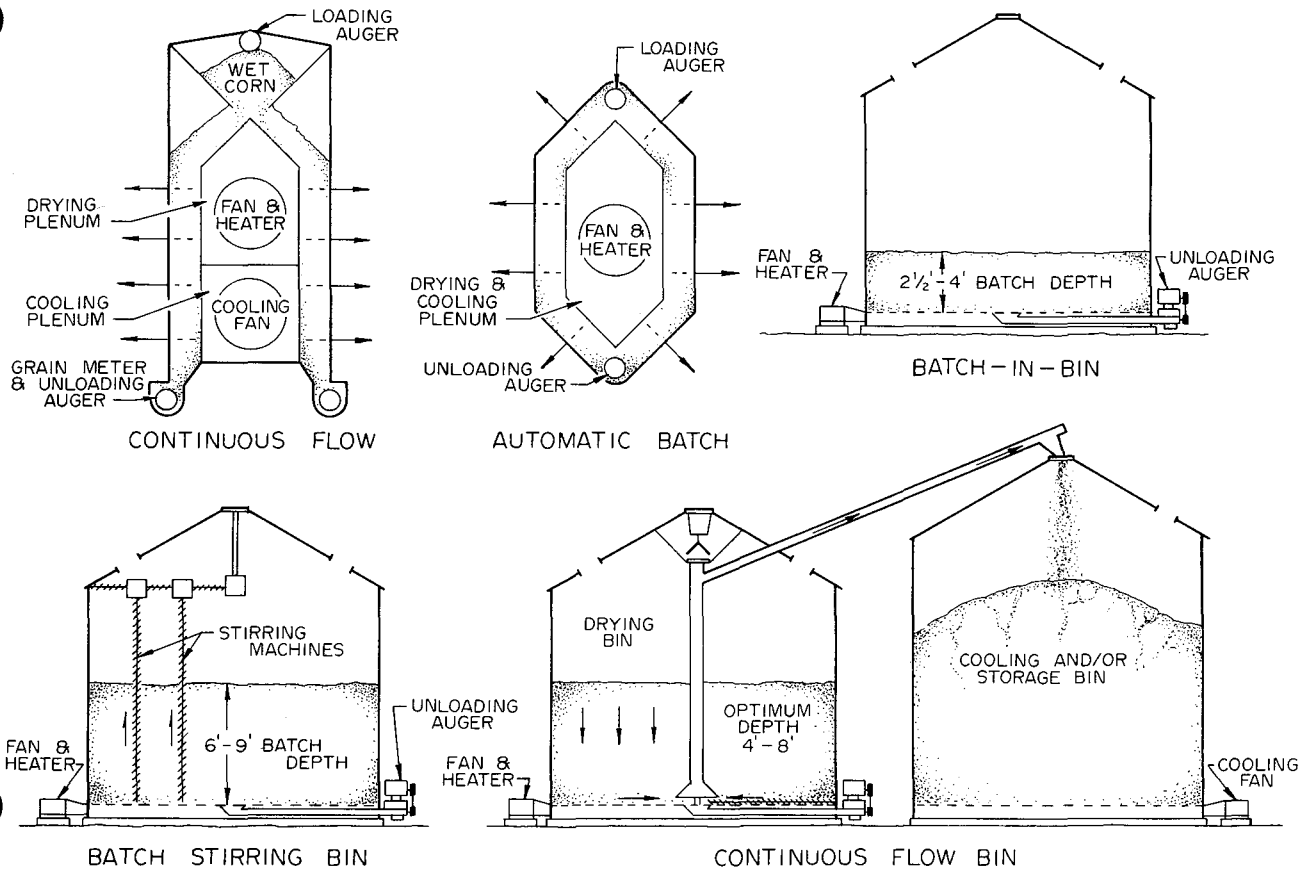 LOADING
AUGER
WET
CORN
DRYING
PLENUM
FAN &
HEATER
COOLING
PLENUM
COOLING
FAN
GRAIN METER
& UNLOADING
AUGER
CONTINUOUS FLOW
LOADING
AUGER
FAN &
HEATER
DRYING &
COOLING
PLENUM
UNLOADING
AUGER
AUTOMATIC BATCH
FAN &
HEATER
2½'-4' BATCH DEPTH
UNLOADING
AUGER
BATCH-IN-BIN
STIRRING
MACHINES
FAN &
HEATER
6'-9' BATCH
DEPTH
UNLOADING
AUGER
BATCH STIRRING BIN
DRYING
BIN
OPTIMUM
DEPTH
4'-8'
FAN &
HEATER
COOLING AND/OR
STORAGE BIN
COOLING
FAN
CONTINUOUS FLOW BIN